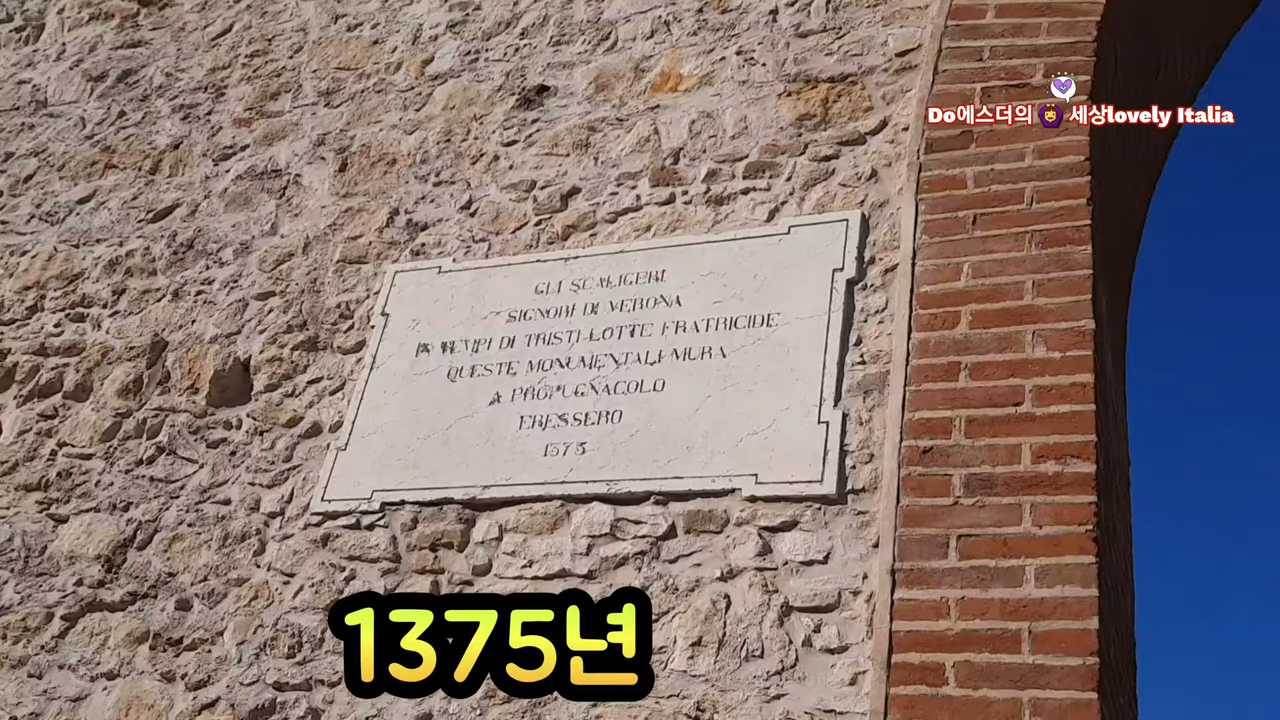 Do에스더의 세상lovely Italia
GLI SCALIGERI
SIGNORI DI VERONA
IN TEMPI DI TRISTI LOTTE FRATRICIDE
QUESTE MONUMENTALI MURA
A PROPUGNACOLO
ERESSERO
1375
1375년